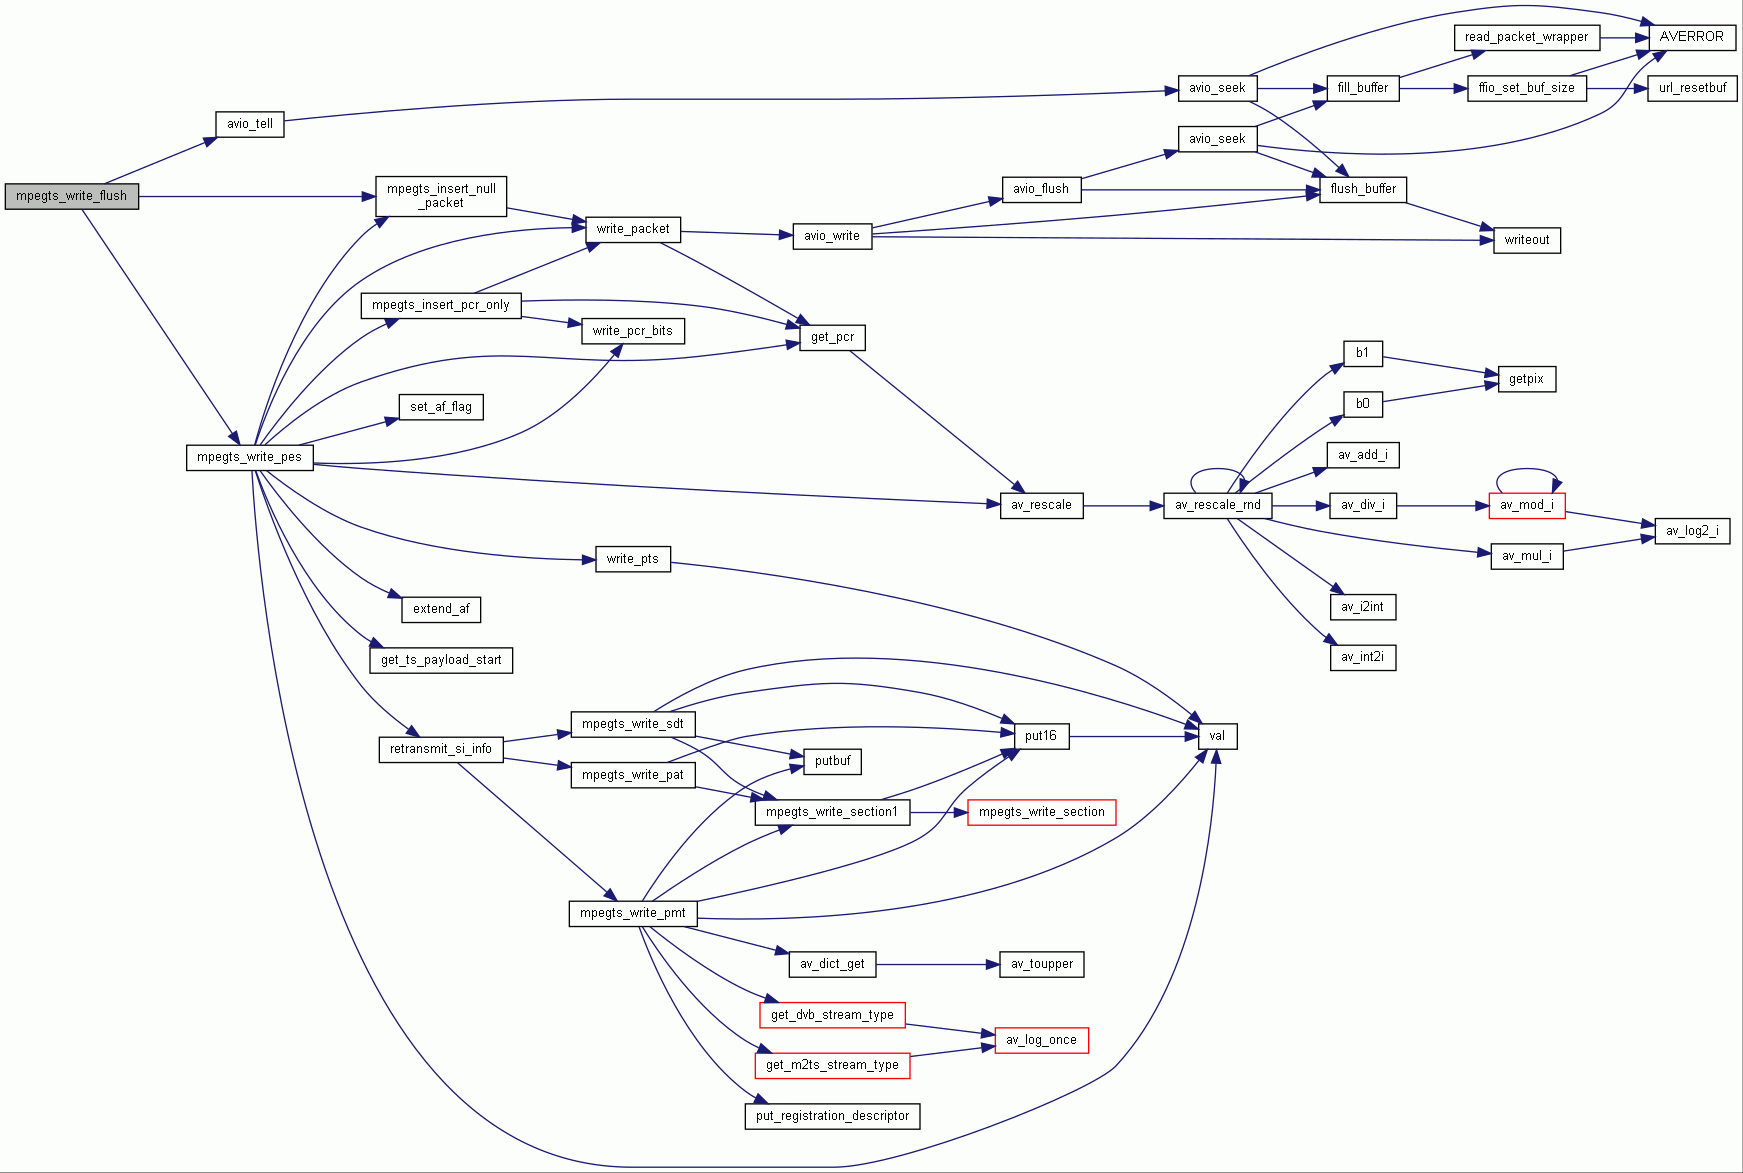 read_packet_wrapper
AVERROR
avio_seek
fill_buffer
ffio_set_buf_size
url_resetbuf
avio_tell
avio_seek
mpegts_write_flush
mpegts_insert_null
_packet
avio_flush
flush_buffer
write_packet
avio_write
writeout
mpegts_insert_pcr_only
write_pcr_bits
get_pcr
b1
getpix
set_af_flag
b0
mpegts_write_pes
av_add_i
av_rescale
av_rescale_rnd
av_div_i
av_mod_i
av_log2_i
write_pts
av_mul_i
extend_af
av_i2int
get_ts_payload_start
av_int2i
retransmit_si_info
mpegts_write_sdt
put16
val
mpegts_write_pat
putbuf
mpegts_write_section1
mpegts_write_section
mpegts_write_pmt
av_dict_get
av_toupper
get_dvb_stream_type
av_log_once
get_m2ts_stream_type
put_registration_descriptor